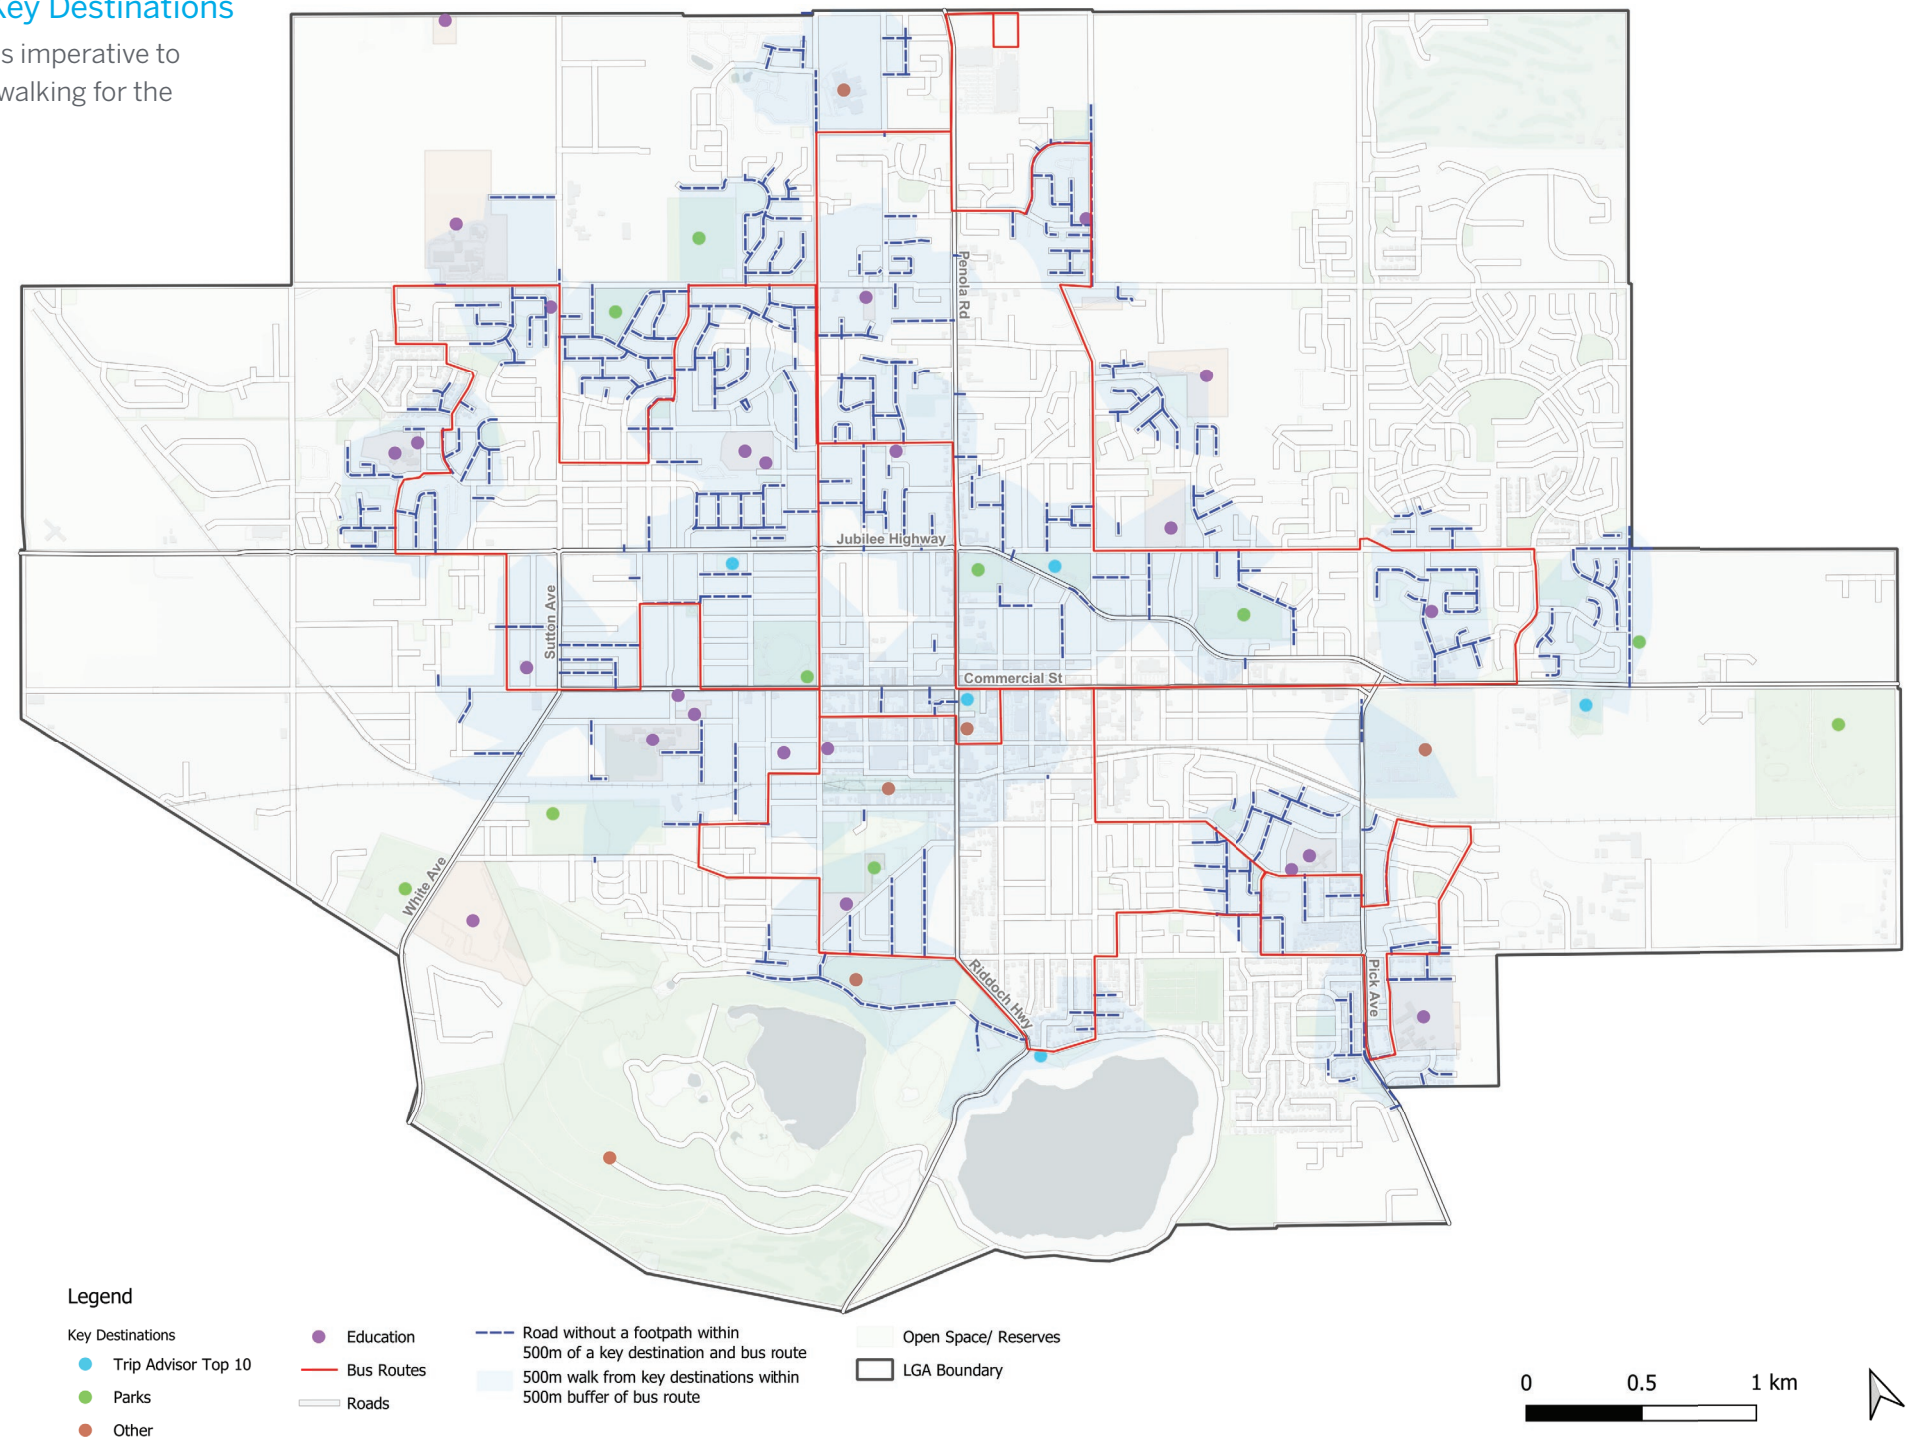 Key Destinations
s imperative to
walking for the
Penola Rd
Jubilee Highway
Sutton Ave
Commercial St
White Ave
Riddoch Hwy
Pick Ave
Legend
Key Destinations
Trip Advisor Top 10
Parks
Other
Education
Bus Routes
Roads
Road without a footpath within
500m of a key destination and bus route
500m walk from key destinations within
500m buffer of bus route
Open Space/ Reserves
LGA Boundary
0 0.5 1 km